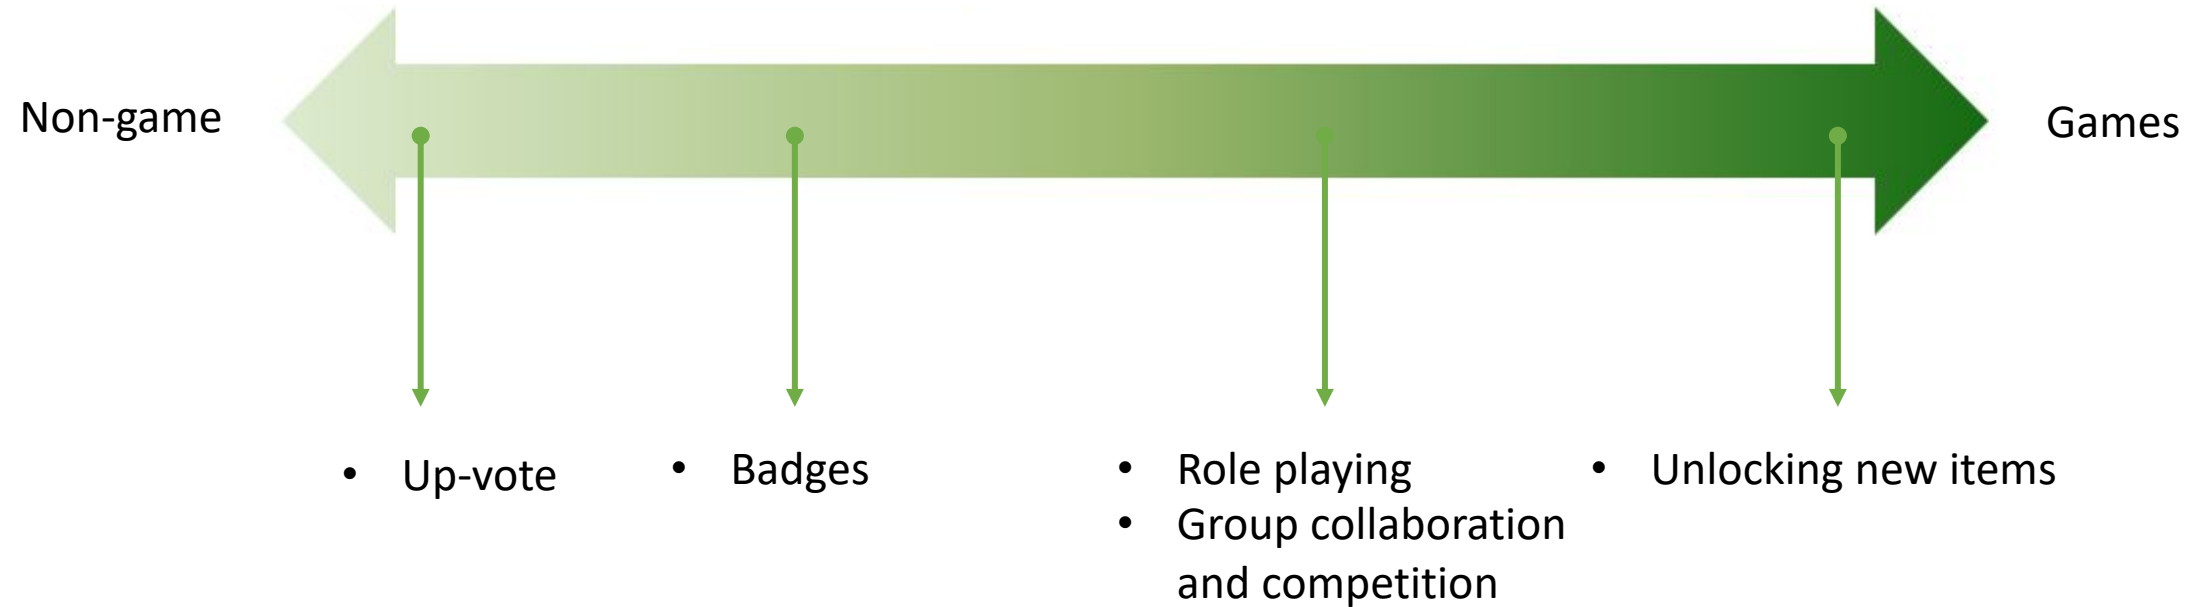 Non-game
Games
• Up-vote
• Badges
• Role playing
• Group collaboration
and competition
• Unlocking new items